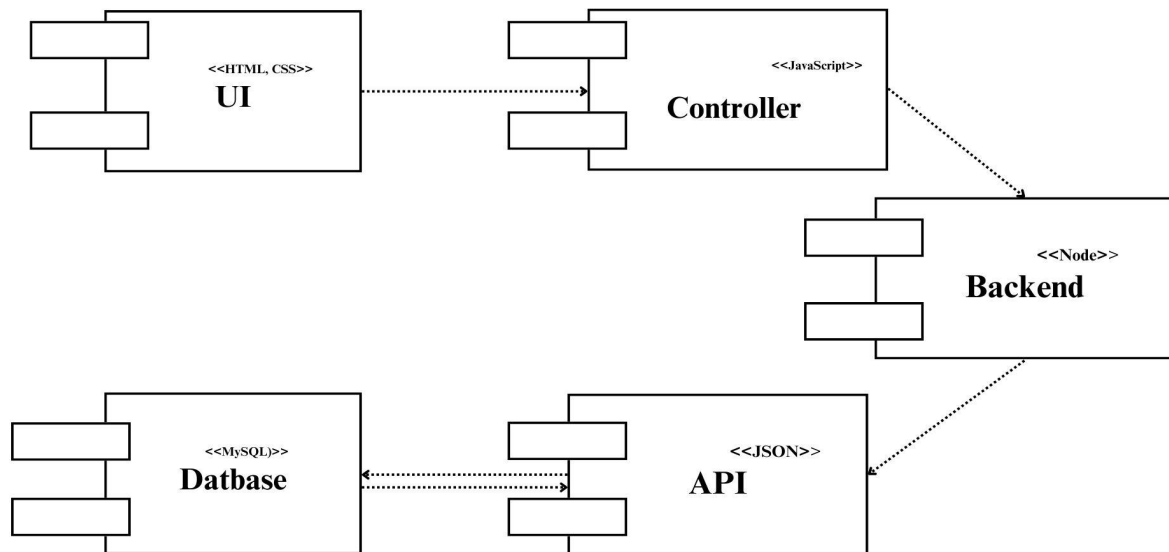 <<HTML, CSS>>
UI
<<JavaScript>>
Controller
<<Node>>
Backend
<<MySQL)>>
Datbase
<<JSON>>
API